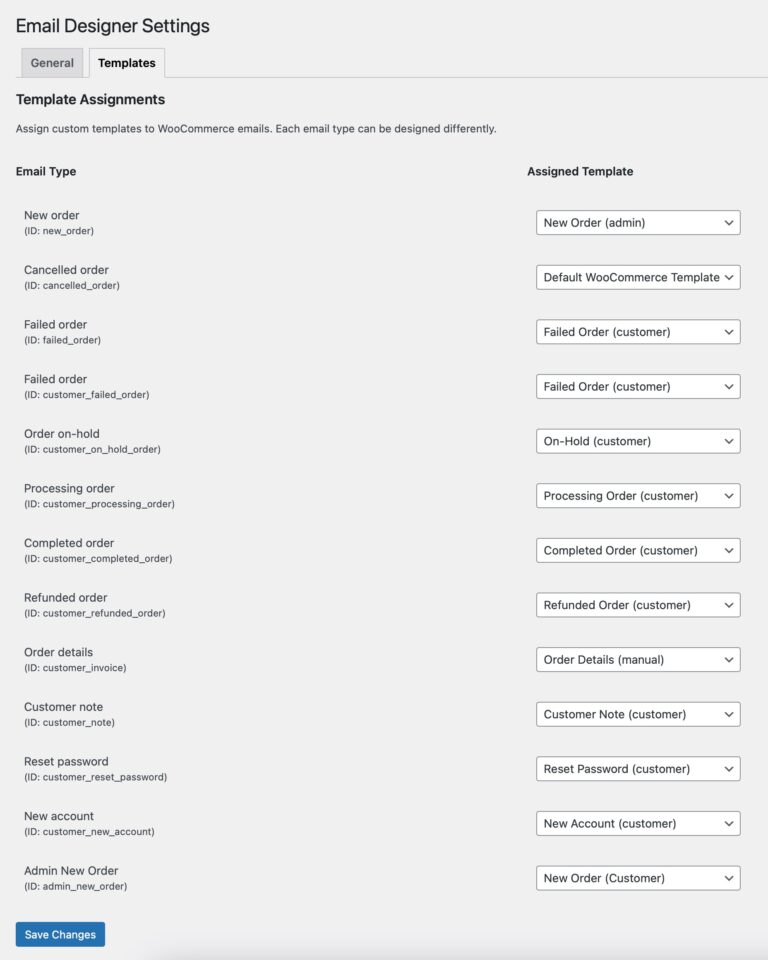 Email Designer Settings
General
Templates
Template Assignments
Assign custom templates to WooCommerce emails. Each email type can be designed differently.
Email Type
Assigned Template
New order
(ID: new_order)
New Order (admin)
Cancelled order
(ID: cancelled_order)
Default WooCommerce Template
Failed order
(ID: failed_order)
Failed Order (customer)
Failed order
(ID: customer_failed_order)
Failed Order (customer)
Order on-hold
(ID: customer_on_hold_order)
On-Hold (customer)
Processing order
(ID: customer_processing_order)
Processing Order (customer)
Completed order
(ID: customer_completed_order)
Completed Order (customer)
Refunded order
(ID: customer_refunded_order)
Refunded Order (customer)
Order details
(ID: customer_invoice)
Order Details (manual)
Customer note
(ID: customer_note)
Customer Note (customer)
Reset password
(ID: customer_reset_password)
Reset Password (customer)
New account
(ID: customer_new_account)
New Account (customer)
Admin New Order
(ID: admin_new_order)
New Order (Customer)
Save Changes